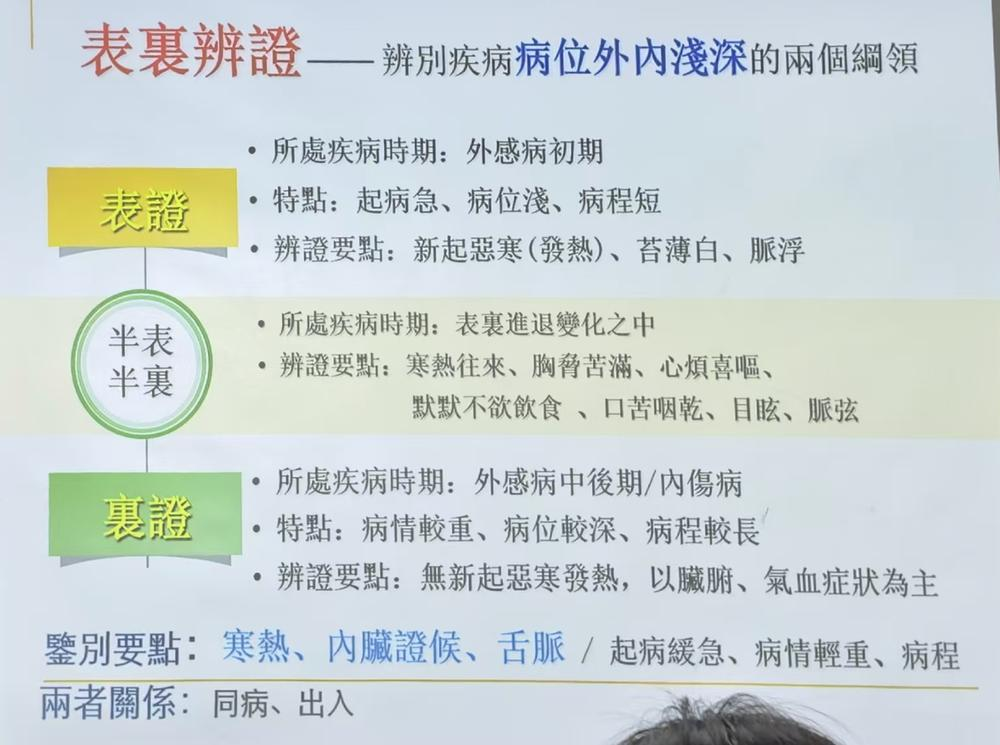 表裏辨證——辨別疾病病位外內淺深的兩個綱領
表證
• 所處疾病時期：外感病初期
• 特點：起病急、病位淺、病程短
• 辨證要點：新起惡寒(發熱)、苔薄白、脈浮
半表
半裏
• 所處疾病時期：表裏進退變化之中
• 辨證要點：寒熱往來、胸脅苦滿、心煩喜嘔、
默默不欲飲食 、口苦咽乾、目眩、脈弦
裏證
• 所處疾病時期：外感病中後期/內傷病
• 特點：病情較重、病位較深、病程較長
• 辨證要點：無新起惡寒發熱，以臟腑、氣血症狀為主
鑒別要點：寒熱、內臟證候、舌脈 / 起病緩急、病情輕重、病程
兩者關係：同病、出入